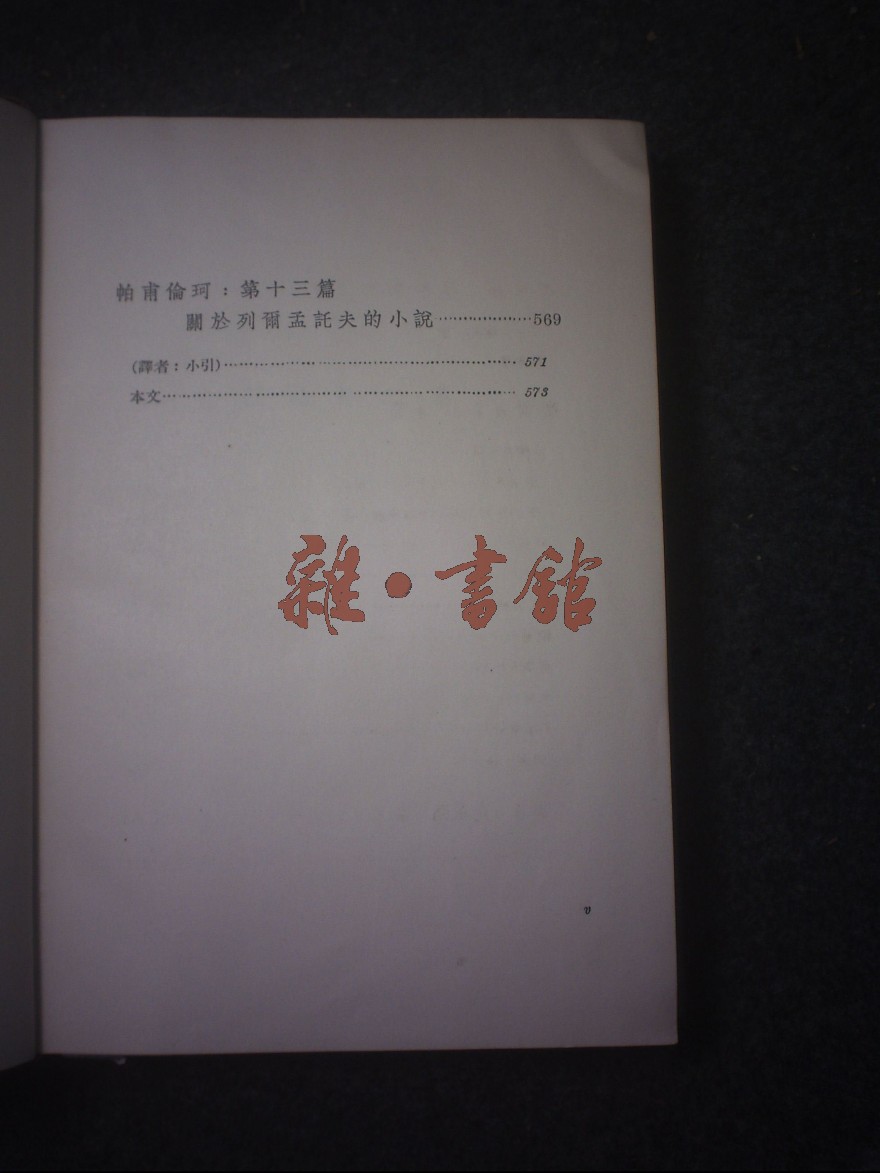 帕甫倫珂：第十三篇
關於列爾孟託夫的小說………………569
(譯者：小引)……………………………………………… 571
本文……………………………………………………… 573
雜•書館
v